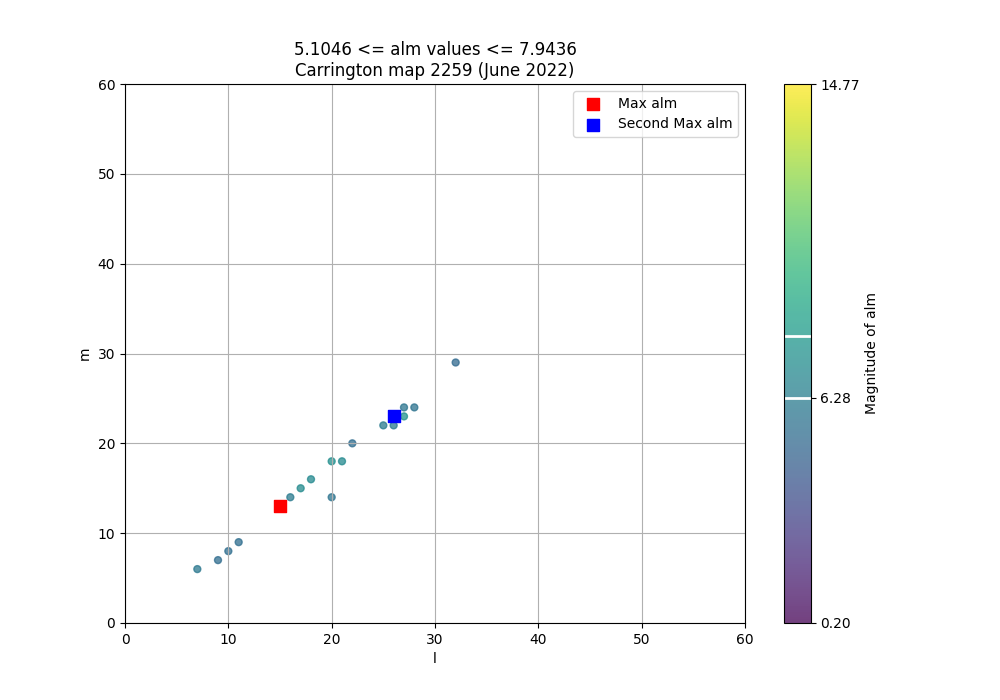 5.1046 <= alm values <= 7.9436
Carrington map 2259 (June 2022)
Max alm
Second Max alm
60
50
40
30
20
10
0
m
0 10 20 30 40 50 60
l
14.77
6.28
0.20
Magnitude of alm